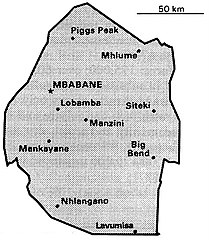 50 km
Piggs Peak
Mhlume
MBABANE
Lobamba
Siteki
Manzini
Mankayane
Big
Bend
Nhlangano
Lavumisa